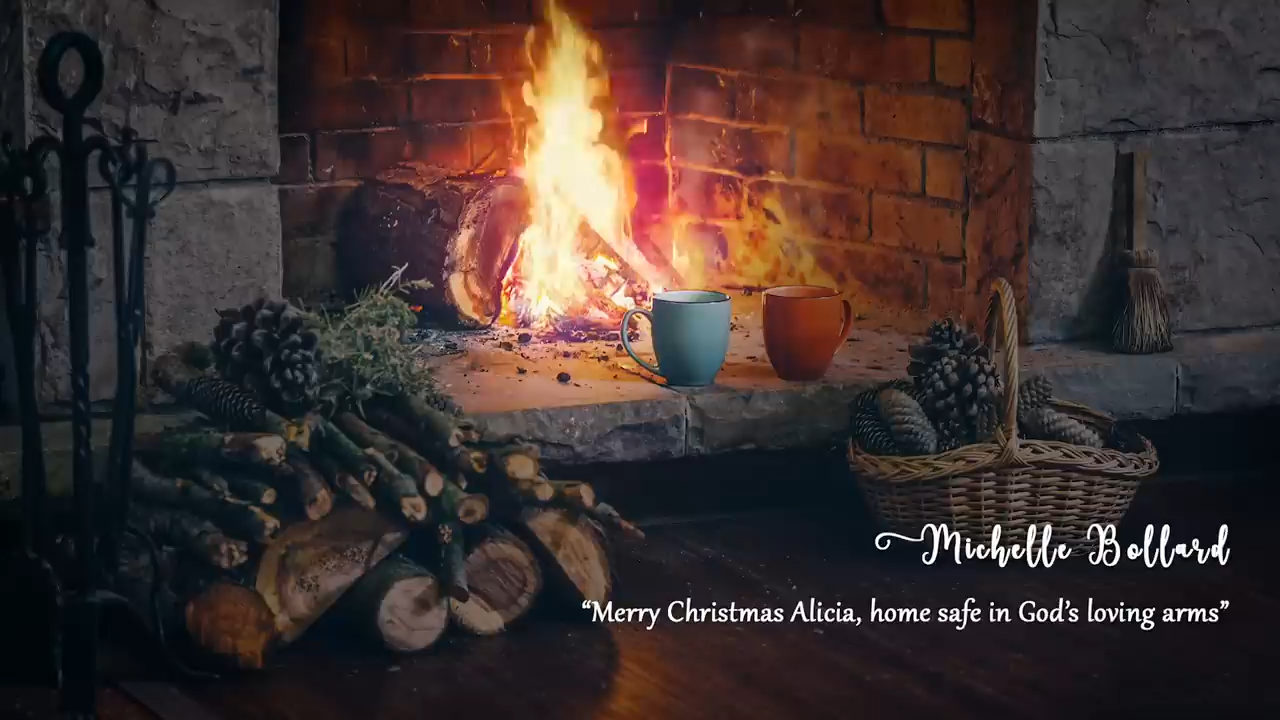 Michelle Bollard
“Merry Christmas Alicia, home safe in God’s loving arms”